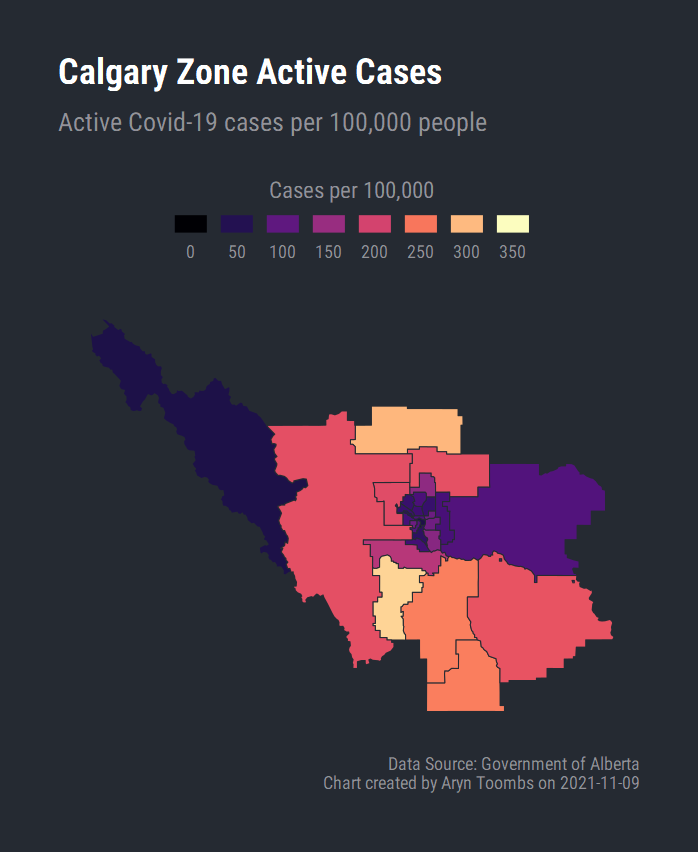 Calgary Zone Active Cases
Active Covid-19 cases per 100,000 people
Cases per 100,000
0 50 100 150 200 250 300 350
Data Source: Government of Alberta
Chart created by Aryn Toombs on 2021-11-09